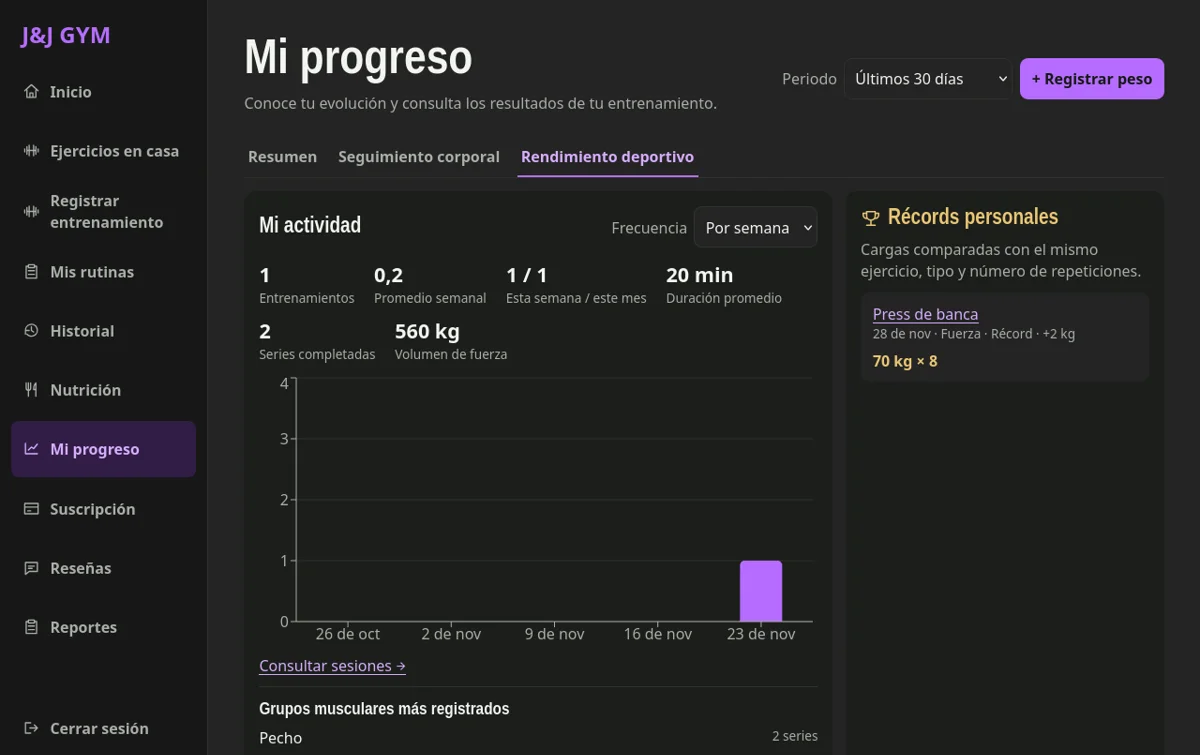 J&J GYM
Inicio
Ejercicios en casa
Registrar
entrenamiento
Mis rutinas
Historial
Nutrición
Mi progreso
Suscripción
Reseñas
Reportes
Cerrar sesión
Mi progreso
Conoce tu evolución y consulta los resultados de tu entrenamiento.
Periodo
Últimos 30 días
+ Registrar peso
Resumen
Seguimiento corporal
Rendimiento deportivo
Mi actividad
Frecuencia
Por semana
1
Entrenamientos
0,2
Promedio semanal
1 / 1
Esta semana / este mes
20 min
Duración promedio
2
Series completadas
560 kg
Volumen de fuerza
4
3
2
1
0
26 de oct
2 de nov
9 de nov
16 de nov
23 de nov
Consultar sesiones →
Grupos musculares más registrados
Pecho
2 series
Récords personales
Cargas comparadas con el mismo
ejercicio, tipo y número de repeticiones.
Press de banca
28 de nov · Fuerza · Récord · +2 kg
70 kg × 8